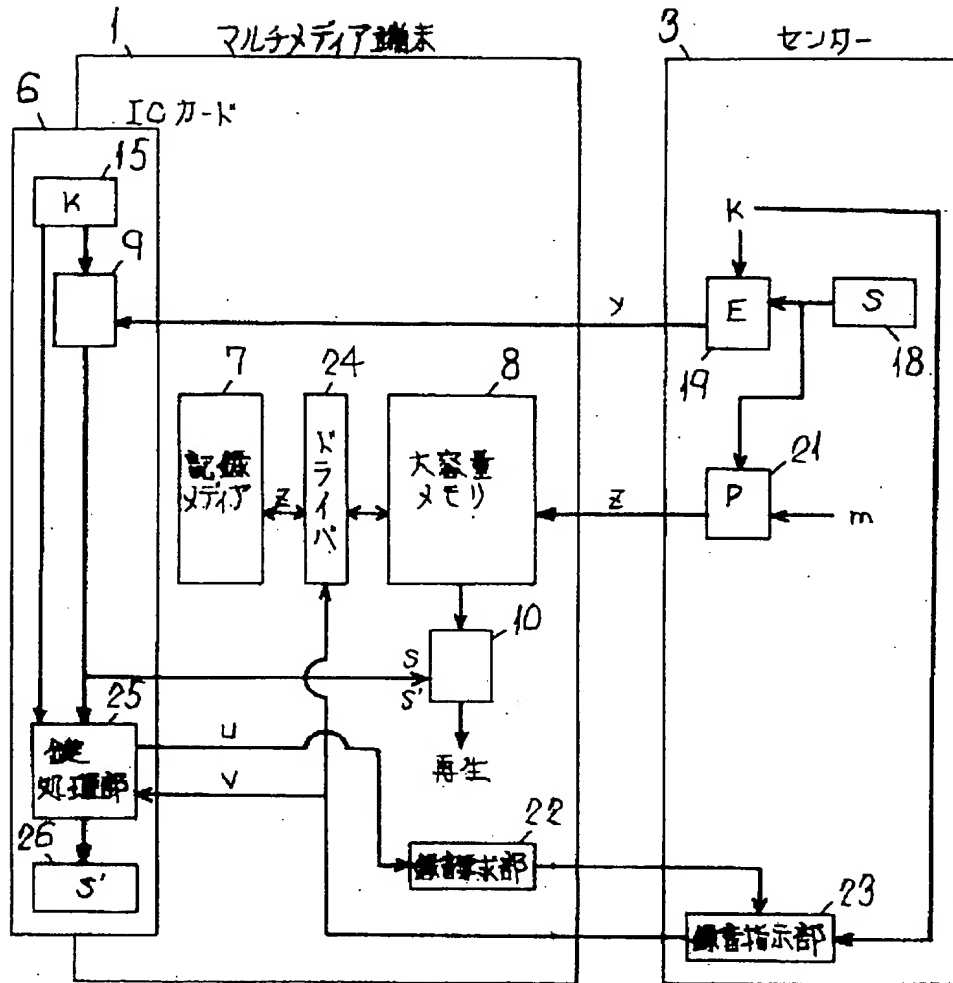 1
マルチメディア端末
3
センター
6
ICカード
15
K
9
K
E
S
y
19
18
7
24
8
記録
メディア
Z
ドライバ
大容量
メモリ
Z
21
P
m
10
S
S'
再生
25
鍵
処理部
u
v
22
録音要求部
26
S'
23
録音指示部